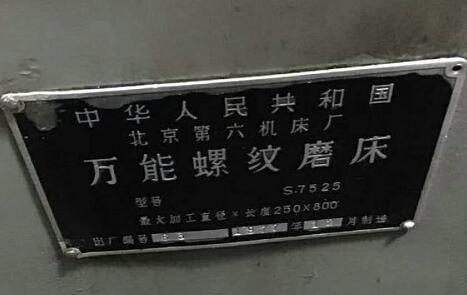 中华人民共和国
北京第六机床厂
万能螺纹磨床
型号 S7525
最大加工直径×长度250×800
出厂编号 年 月制造